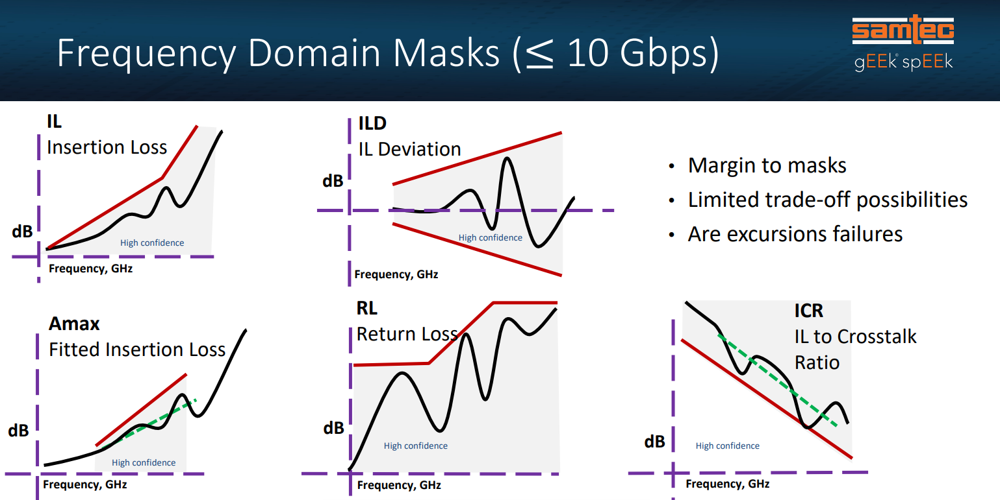 Frequency Domain Masks (≤ 10 Gbps)
samtec
gEEk® spEEk
IL
Insertion Loss
dB
High confidence
Frequency, GHz
ILD
IL Deviation
dB
High confidence
Frequency, GHz
• Margin to masks
• Limited trade-off possibilities
• Are excursions failures
Amax
Fitted Insertion Loss
dB
High confidence
Frequency, GHz
RL
Return Loss
dB
High confidence
Frequency, GHz
ICR
IL to Crosstalk
Ratio
dB
High confidence
Frequency, GHz